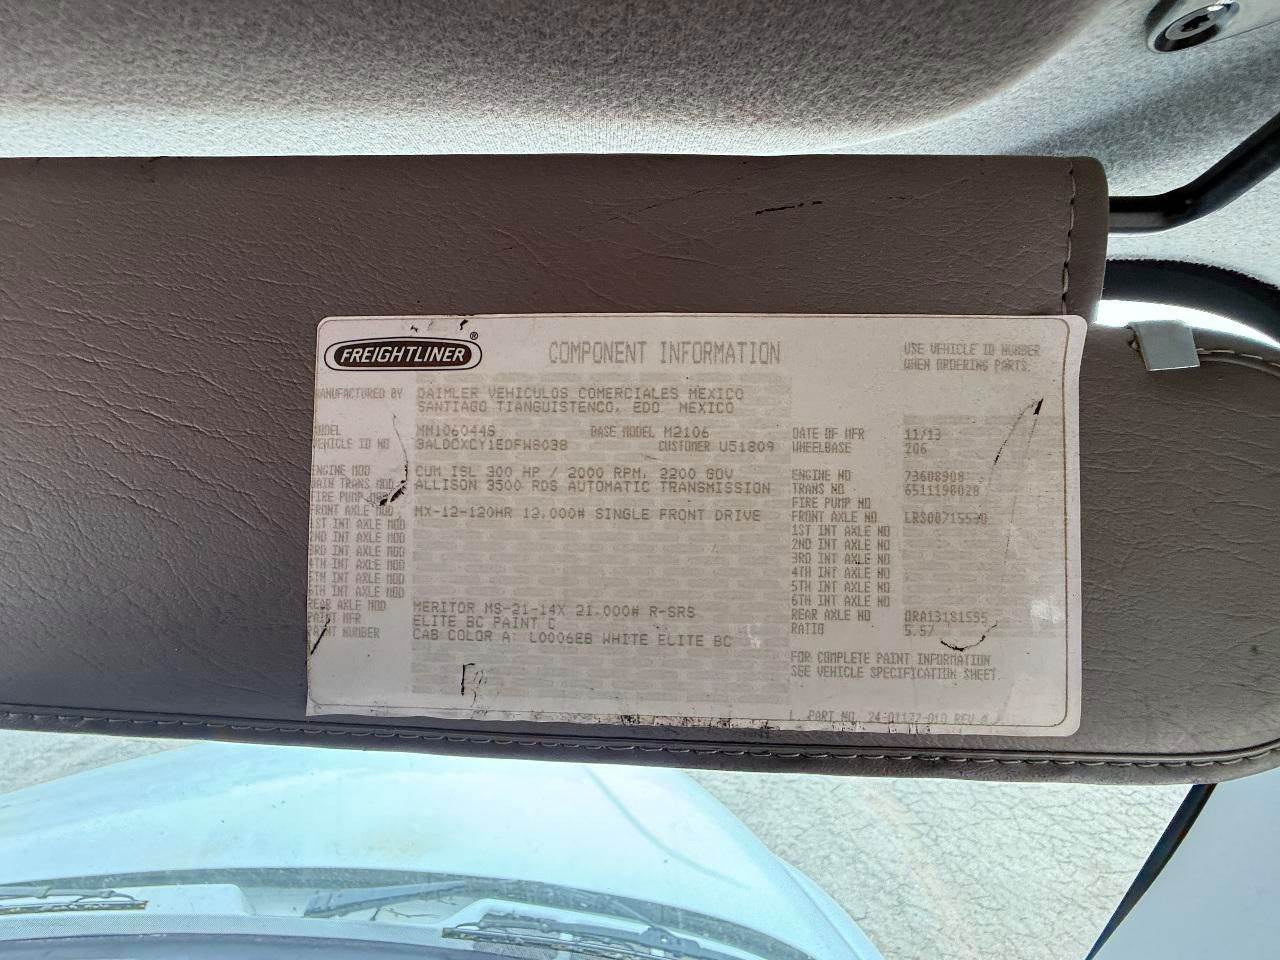 FREIGHTLINER®
COMPONENT INFORMATION
USE VEHICLE ID NUMBER
WHEN ORDERING PARTS.
MANUFACTURED BY DAIMLER VEHICULOS COMERCIALES MEXICO
SANTIAGO TIANGUISTENCO, EDO MEXICO
MODEL MM106044S BASE MODEL M2106 DATE OF MFR 11/13
VEHICLE ID NO 3ALDCXCY1EDFW8038 CUSTOMER U51809 WHEELBASE 206
ENGINE MOD CUM ISL 300 HP / 2000 RPM, 2200 GOV ENGINE NO 73608908
MAIN TRANS MOD ALLISON 3500 RDS AUTOMATIC TRANSMISSION TRANS NO 6511198028
FIRE PUMP MOD FIRE PUMP NO
FRONT AXLE MOD MX-12-120HR 12,000# SINGLE FRONT DRIVE FRONT AXLE NO
1ST INT AXLE MOD 1ST INT AXLE NO
2ND INT AXLE MOD 2ND INT AXLE NO
3RD INT AXLE MOD 3RD INT AXLE NO
4TH INT AXLE MOD 4TH INT AXLE NO
5TH INT AXLE MOD 5TH INT AXLE NO
6TH INT AXLE MOD 6TH INT AXLE NO
REAR AXLE MOD MERITOR MS-21-14X 21,000# R-SRS REAR AXLE NO ORA13181555
PAINT MFR ELITE BC PAINT C RATIO 5.57
PAINT NUMBER CAB COLOR A: L0006EB WHITE ELITE BC
FOR COMPLETE PAINT INFORMATION
SEE VEHICLE SPECIFICATION SHEET.
PART NO. 24-01177-010 REV